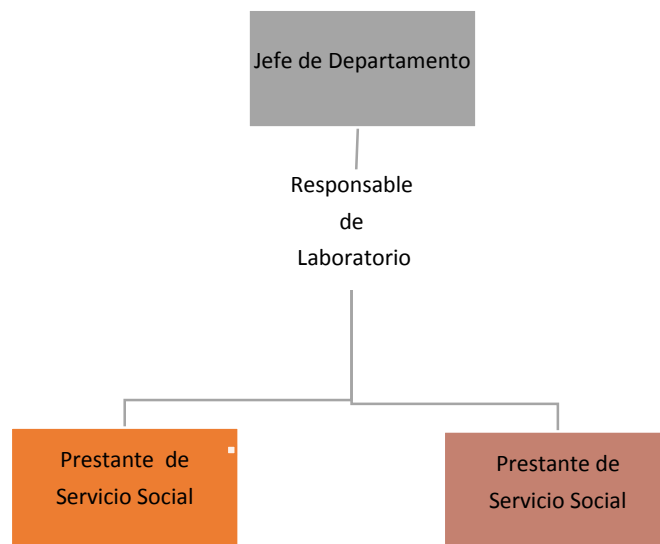 Jefe de Departamento
Responsable
de
Laboratorio
Prestante de
Servicio Social
Prestante de
Servicio Social